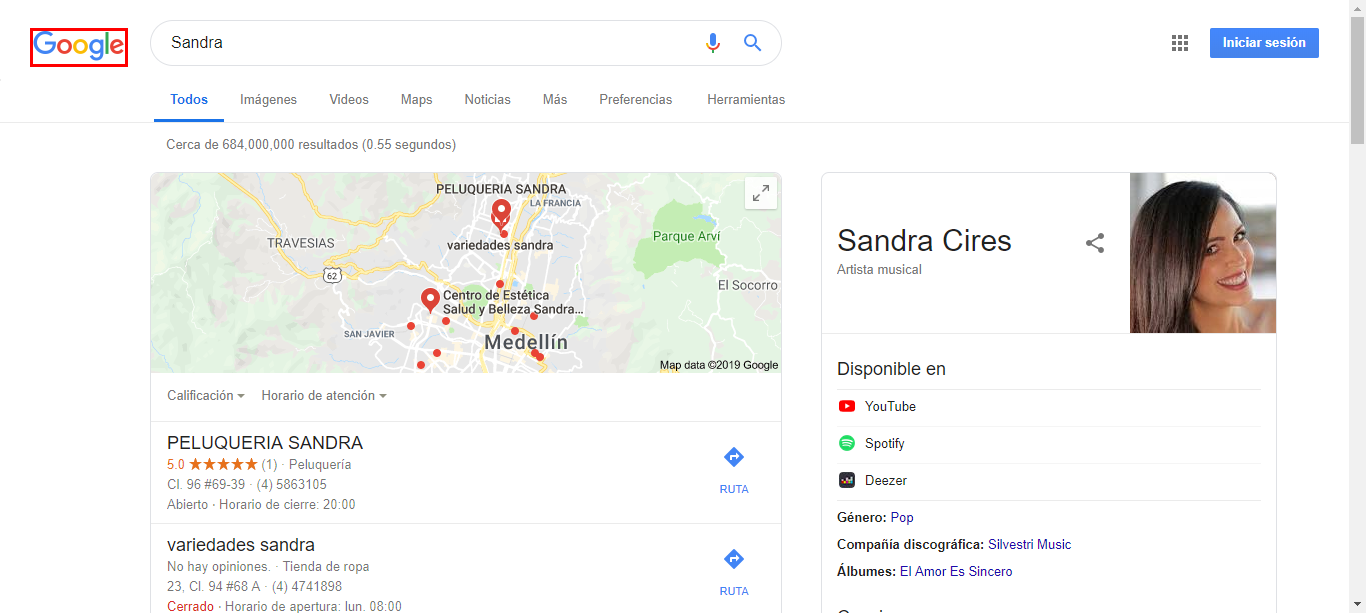 Google
Sandra
Iniciar sesión
Todos Imágenes Videos Maps Noticias Más Preferencias Herramientas
Cerca de 684,000,000 resultados (0.55 segundos)
PELUQUERIA SANDRA
LA FRANCIA
TRAVESIAS
variedades sandra
Parque Arví
62
El Socorro
Centro de Estética
Salud y Belleza Sandra...
SAN JAVIER
Medellín
Map data ©2019 Google
Calificación Horario de atención
PELUQUERIA SANDRA
5.0 (1) · Peluquería
Cl. 96 #69-39 · (4) 5863105
Abierto · Horario de cierre: 20:00
RUTA
variedades sandra
No hay opiniones. · Tienda de ropa
23, Cl. 94 #68 A · (4) 4741898
Cerrado · Horario de apertura: lun. 08:00
RUTA
Sandra Cires
Artista musical
Disponible en
YouTube
Spotify
Deezer
Género: Pop
Compañía discográfica: Silvestri Music
Álbumes: El Amor Es Sincero